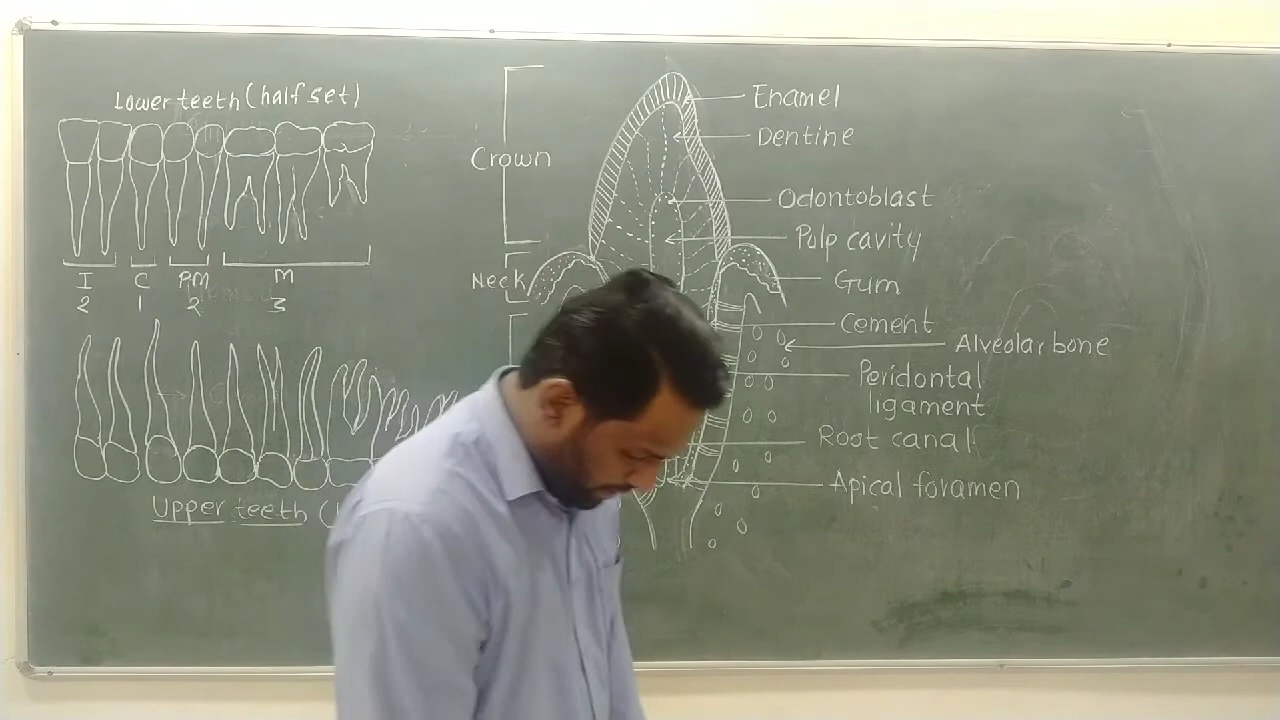 Lower teeth (half set)
I C PM M
2 1 2 3
Upper teeth (
Crown
Neck
Enamel
Dentine
Odontoblast
Pulp cavity
Gum
Cement
Alveolar bone
Peridontal
ligament
Root canal
Apical foramen